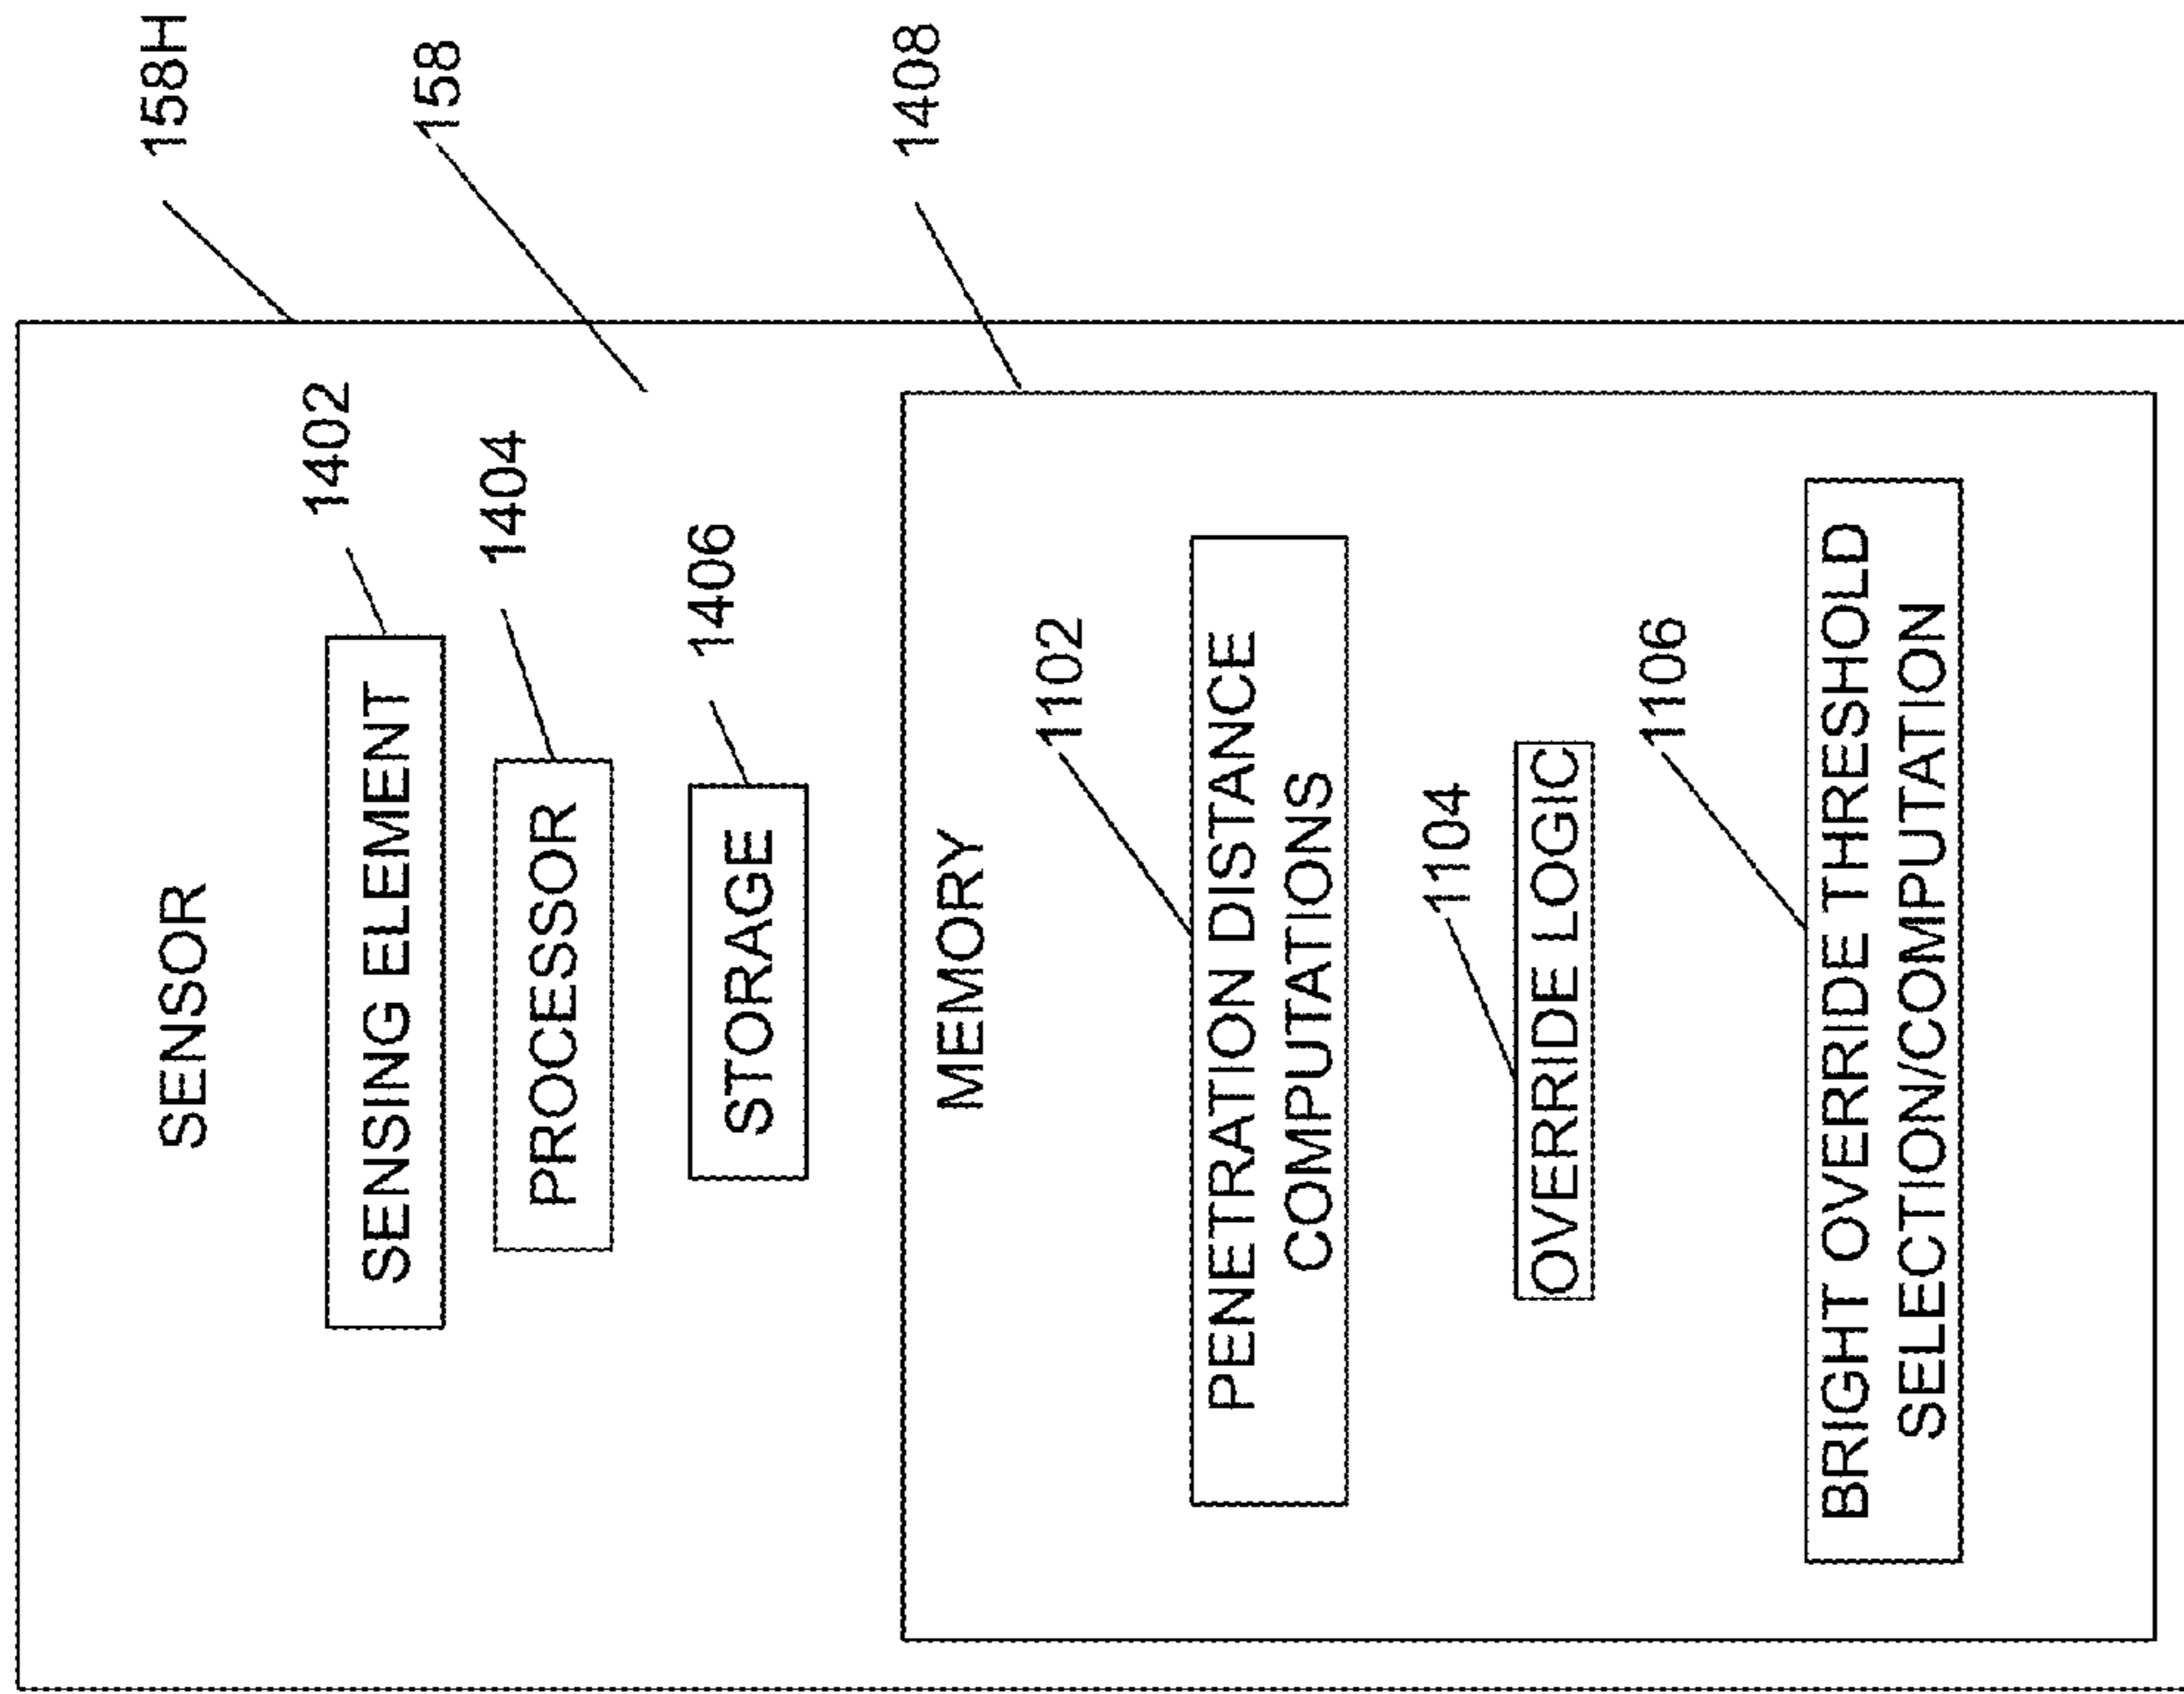 158H
SENSOR
158
1402
SENSING ELEMENT
1404
PROCESSOR
1406
STORAGE
1408
MEMORY
1102
PENETRATION DISTANCE
COMPUTATIONS
1104
OVERRIDE LOGIC
1106
BRIGHT OVERRIDE THRESHOLD
SELECTION/COMPUTATION